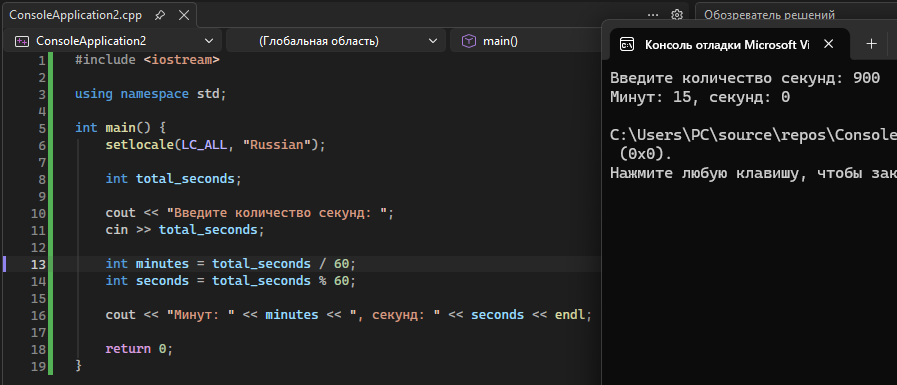 ConsoleApplication2.cpp
Обозреватель решений
ConsoleApplication2
(Глобальная область)
main()
1 #include <iostream>
2
3 using namespace std;
4
5 int main() {
6 setlocale(LC_ALL, "Russian");
7
8 int total_seconds;
9
10 cout << "Введите количество секунд: ";
11 cin >> total_seconds;
12
13 int minutes = total_seconds / 60;
14 int seconds = total_seconds % 60;
15
16 cout << "Минут: " << minutes << ", секунд: " << seconds << endl;
17
18 return 0;
19 }
Консоль отладки Microsoft Vi
Введите количество секунд: 900
Минут: 15, секунд: 0
C:\Users\PC\source\repos\Console
(0x0).
Нажмите любую клавишу, чтобы зак